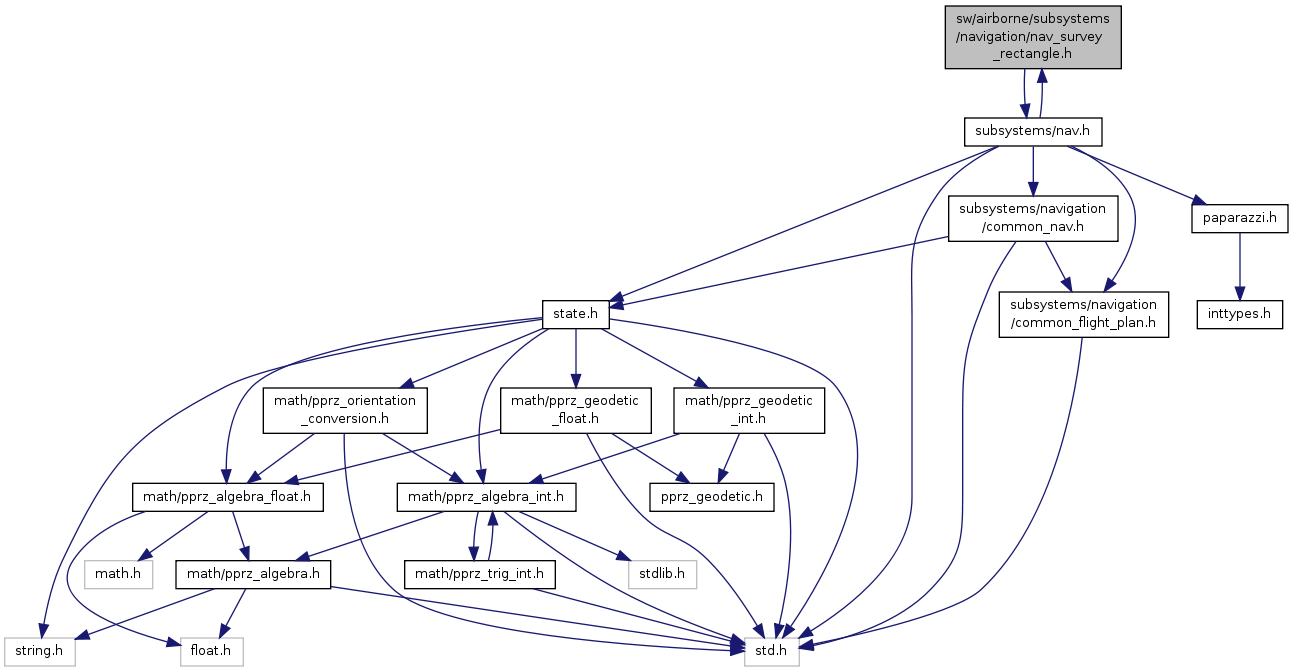 sw/airborne/subsystems
/navigation/nav_survey
_rectangle.h
subsystems/nav.h
subsystems/navigation
/common_nav.h
paparazzi.h
state.h
subsystems/navigation
/common_flight_plan.h
inttypes.h
math/pprz_orientation
_conversion.h
math/pprz_geodetic
_float.h
math/pprz_geodetic
_int.h
math/pprz_algebra_float.h
math/pprz_algebra_int.h
pprz_geodetic.h
math.h
math/pprz_algebra.h
math/pprz_trig_int.h
stdlib.h
string.h
float.h
std.h